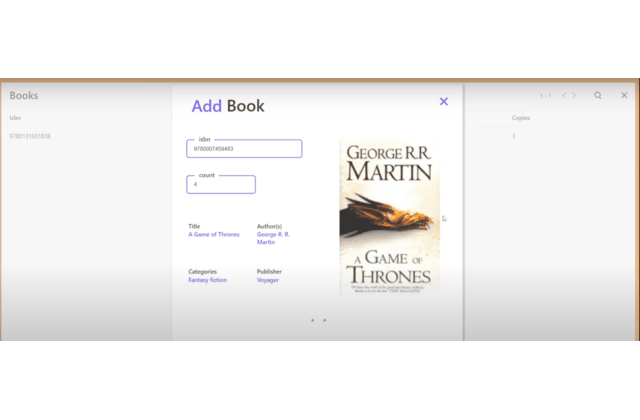 Books
1 - 1
Isbn
Copies
9780131651838
3
Add Book
isbn
9780007459483
count
4
Title
A Game of Thrones
Author(s)
George R. R.
Martin
Categories
Fantasy fiction
Publisher
Voyager
GEORGE R.R.
MARTIN
A GAME OF
THRONES